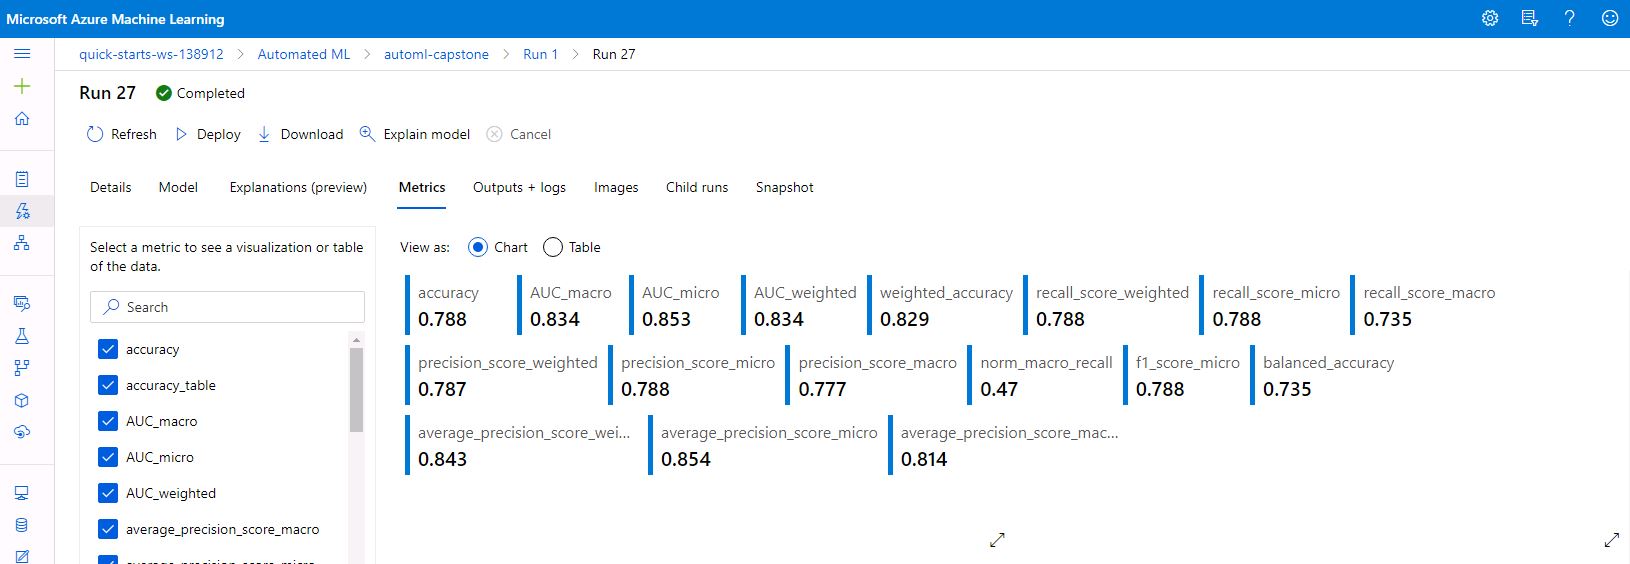 Microsoft Azure Machine Learning
quick-starts-ws-138912 > Automated ML > automl-capstone > Run 1 > Run 27
Run 27 Completed
Refresh Deploy Download Explain model Cancel
Details Model Explanations (preview) Metrics Outputs + logs Images Child runs Snapshot
Select a metric to see a visualization or table
of the data.
Search
accuracy
accuracy_table
AUC_macro
AUC_micro
AUC_weighted
average_precision_score_macro
average_precision_score_micro
View as: Chart Table
accuracy AUC_macro AUC_micro AUC_weighted weighted_accuracy recall_score_weighted recall_score_micro recall_score_macro
0.788 0.834 0.853 0.834 0.829 0.788 0.788 0.735
precision_score_weighted precision_score_micro precision_score_macro norm_macro_recall f1_score_micro balanced_accuracy
0.787 0.788 0.777 0.47 0.788 0.735
average_precision_score_wei... average_precision_score_micro average_precision_score_mac...
0.843 0.854 0.814